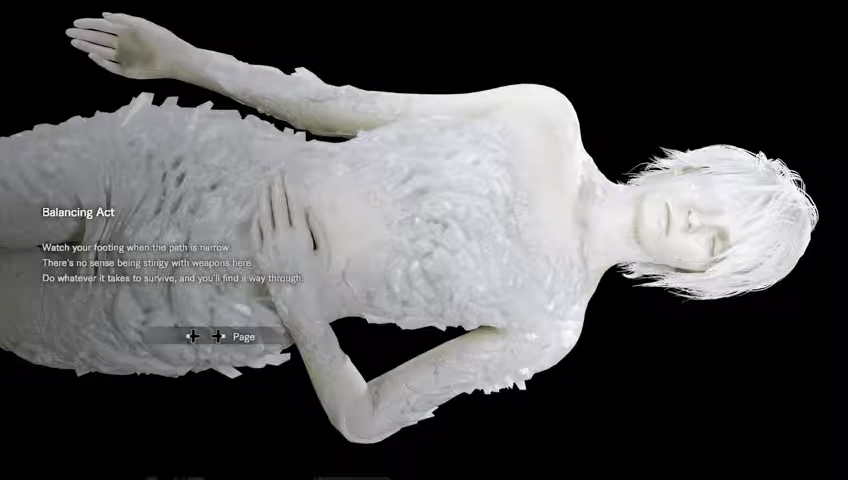 Balancing Act
Watch your footing when the path is narrow.
There's no sense being stingy with weapons here.
Do whatever it takes to survive, and you'll find a way through.
Page